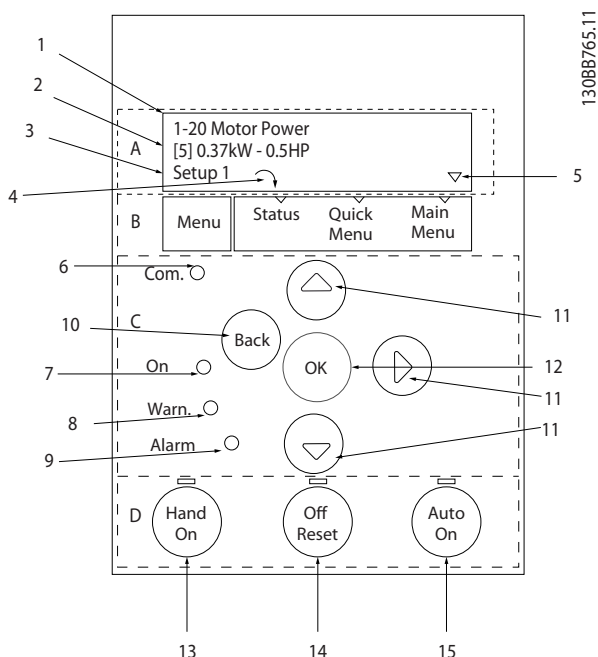 130BB765.11
1
2
3
A
1-20 Motor Power
[5] 0.37kW - 0.5HP
Setup 1
4
5
B
Menu
Status
Quick
Menu
Main
Menu
6
Com.
11
10
C
Back
OK
12
7
On
11
8
Warn.
11
9
Alarm
D
Hand
On
Off
Reset
Auto
On
13
14
15